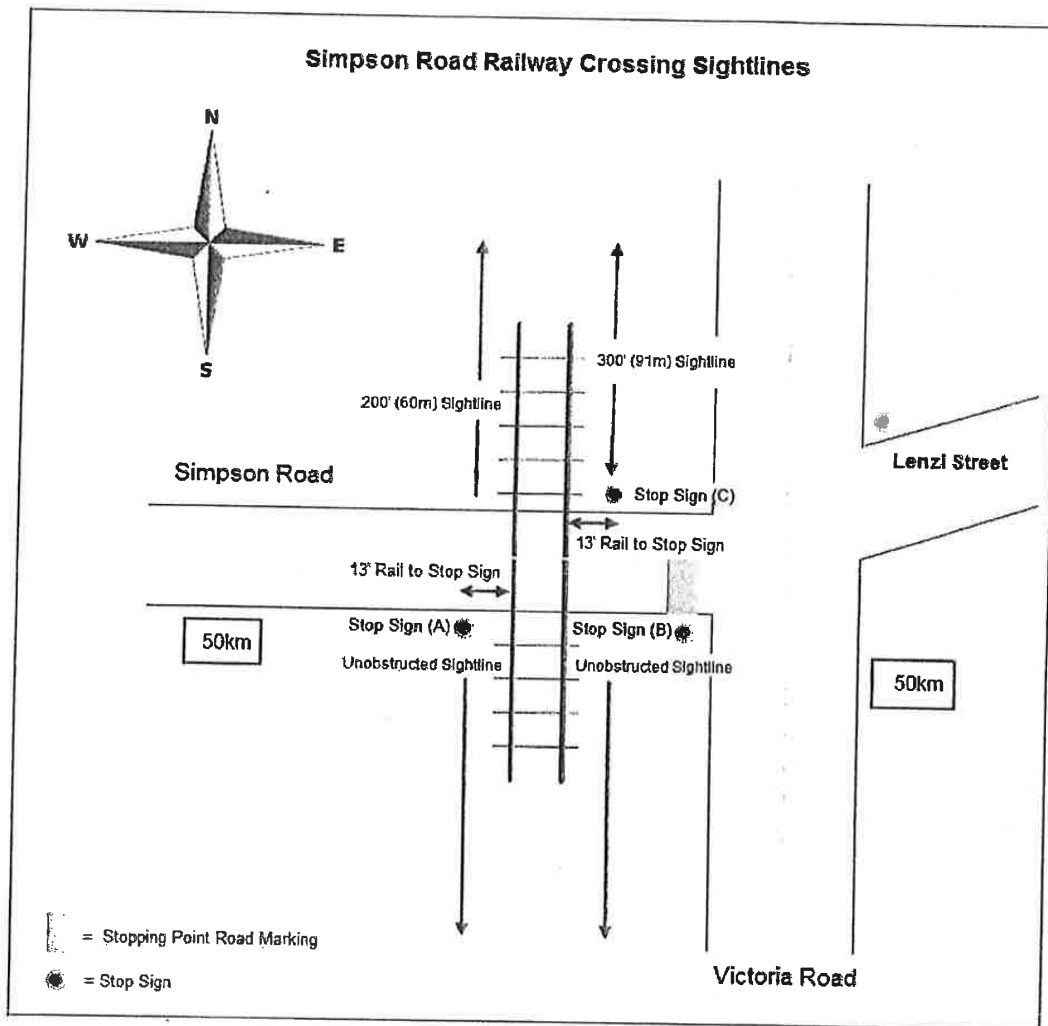 Simpson Road Railway Crossing Sightlines
N
W
E
S
300' (91m) Sightline
200' (60m) Sightline
Simpson Road
Lenzi Street
Stop Sign (C)
13' Rail to Stop Sign
13' Rail to Stop Sign
Stop Sign (A)
Stop Sign (B)
50km
Unobstructed Sightline
Unobstructed Sightline
50km
= Stopping Point Road Marking
= Stop Sign
Victoria Road